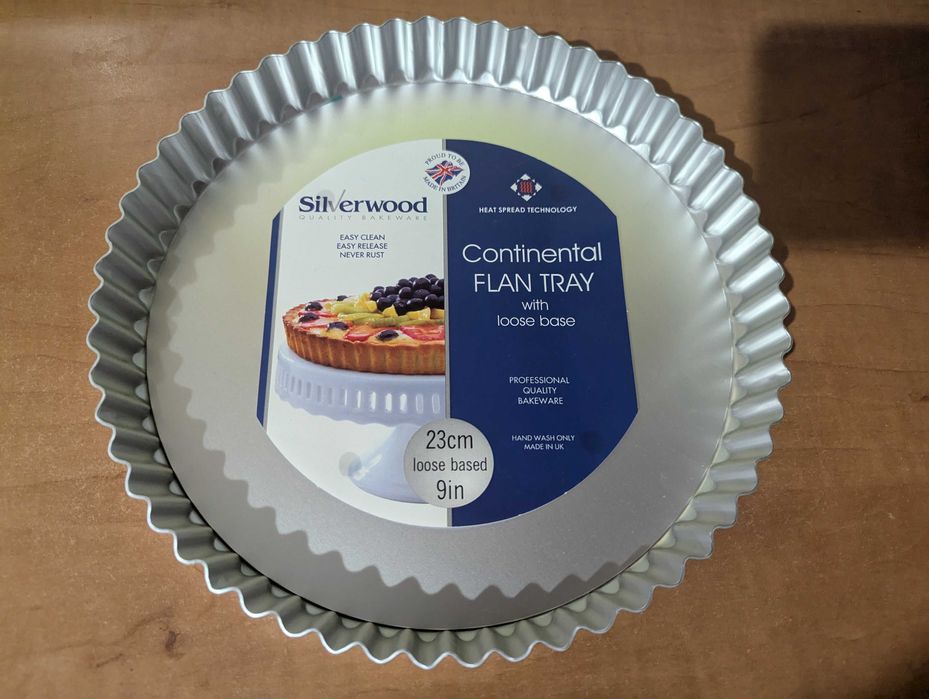 PROUD TO BE
MADE IN BRITAIN
Silverwood
QUALITY BAKEWARE
EASY CLEAN
EASY RELEASE
NEVER RUST
HEAT SPREAD TECHNOLOGY
Continental
FLAN TRAY
with
loose base
PROFESSIONAL
QUALITY
BAKEWARE
HAND WASH ONLY
MADE IN UK
23cm
loose based
9in